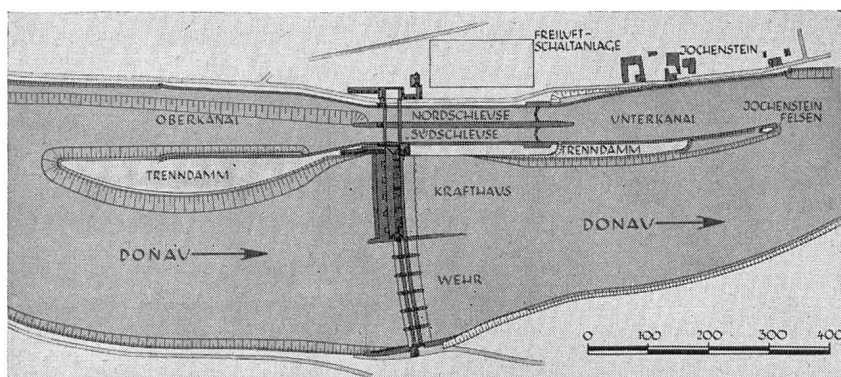 FREILUFT-
SCHALTANLAGE
JOCHENSTEIN
OBERKANAL
NORDSCHLEUSE
SÜDSCHLEUSE
UNTERKANAL
JOCHENSTEIN
FELSEN
TRENNDAMM
TRENNDAMM
KRAFTHAUS
DONAU
DONAU
WEHR
0 100 200 300 400